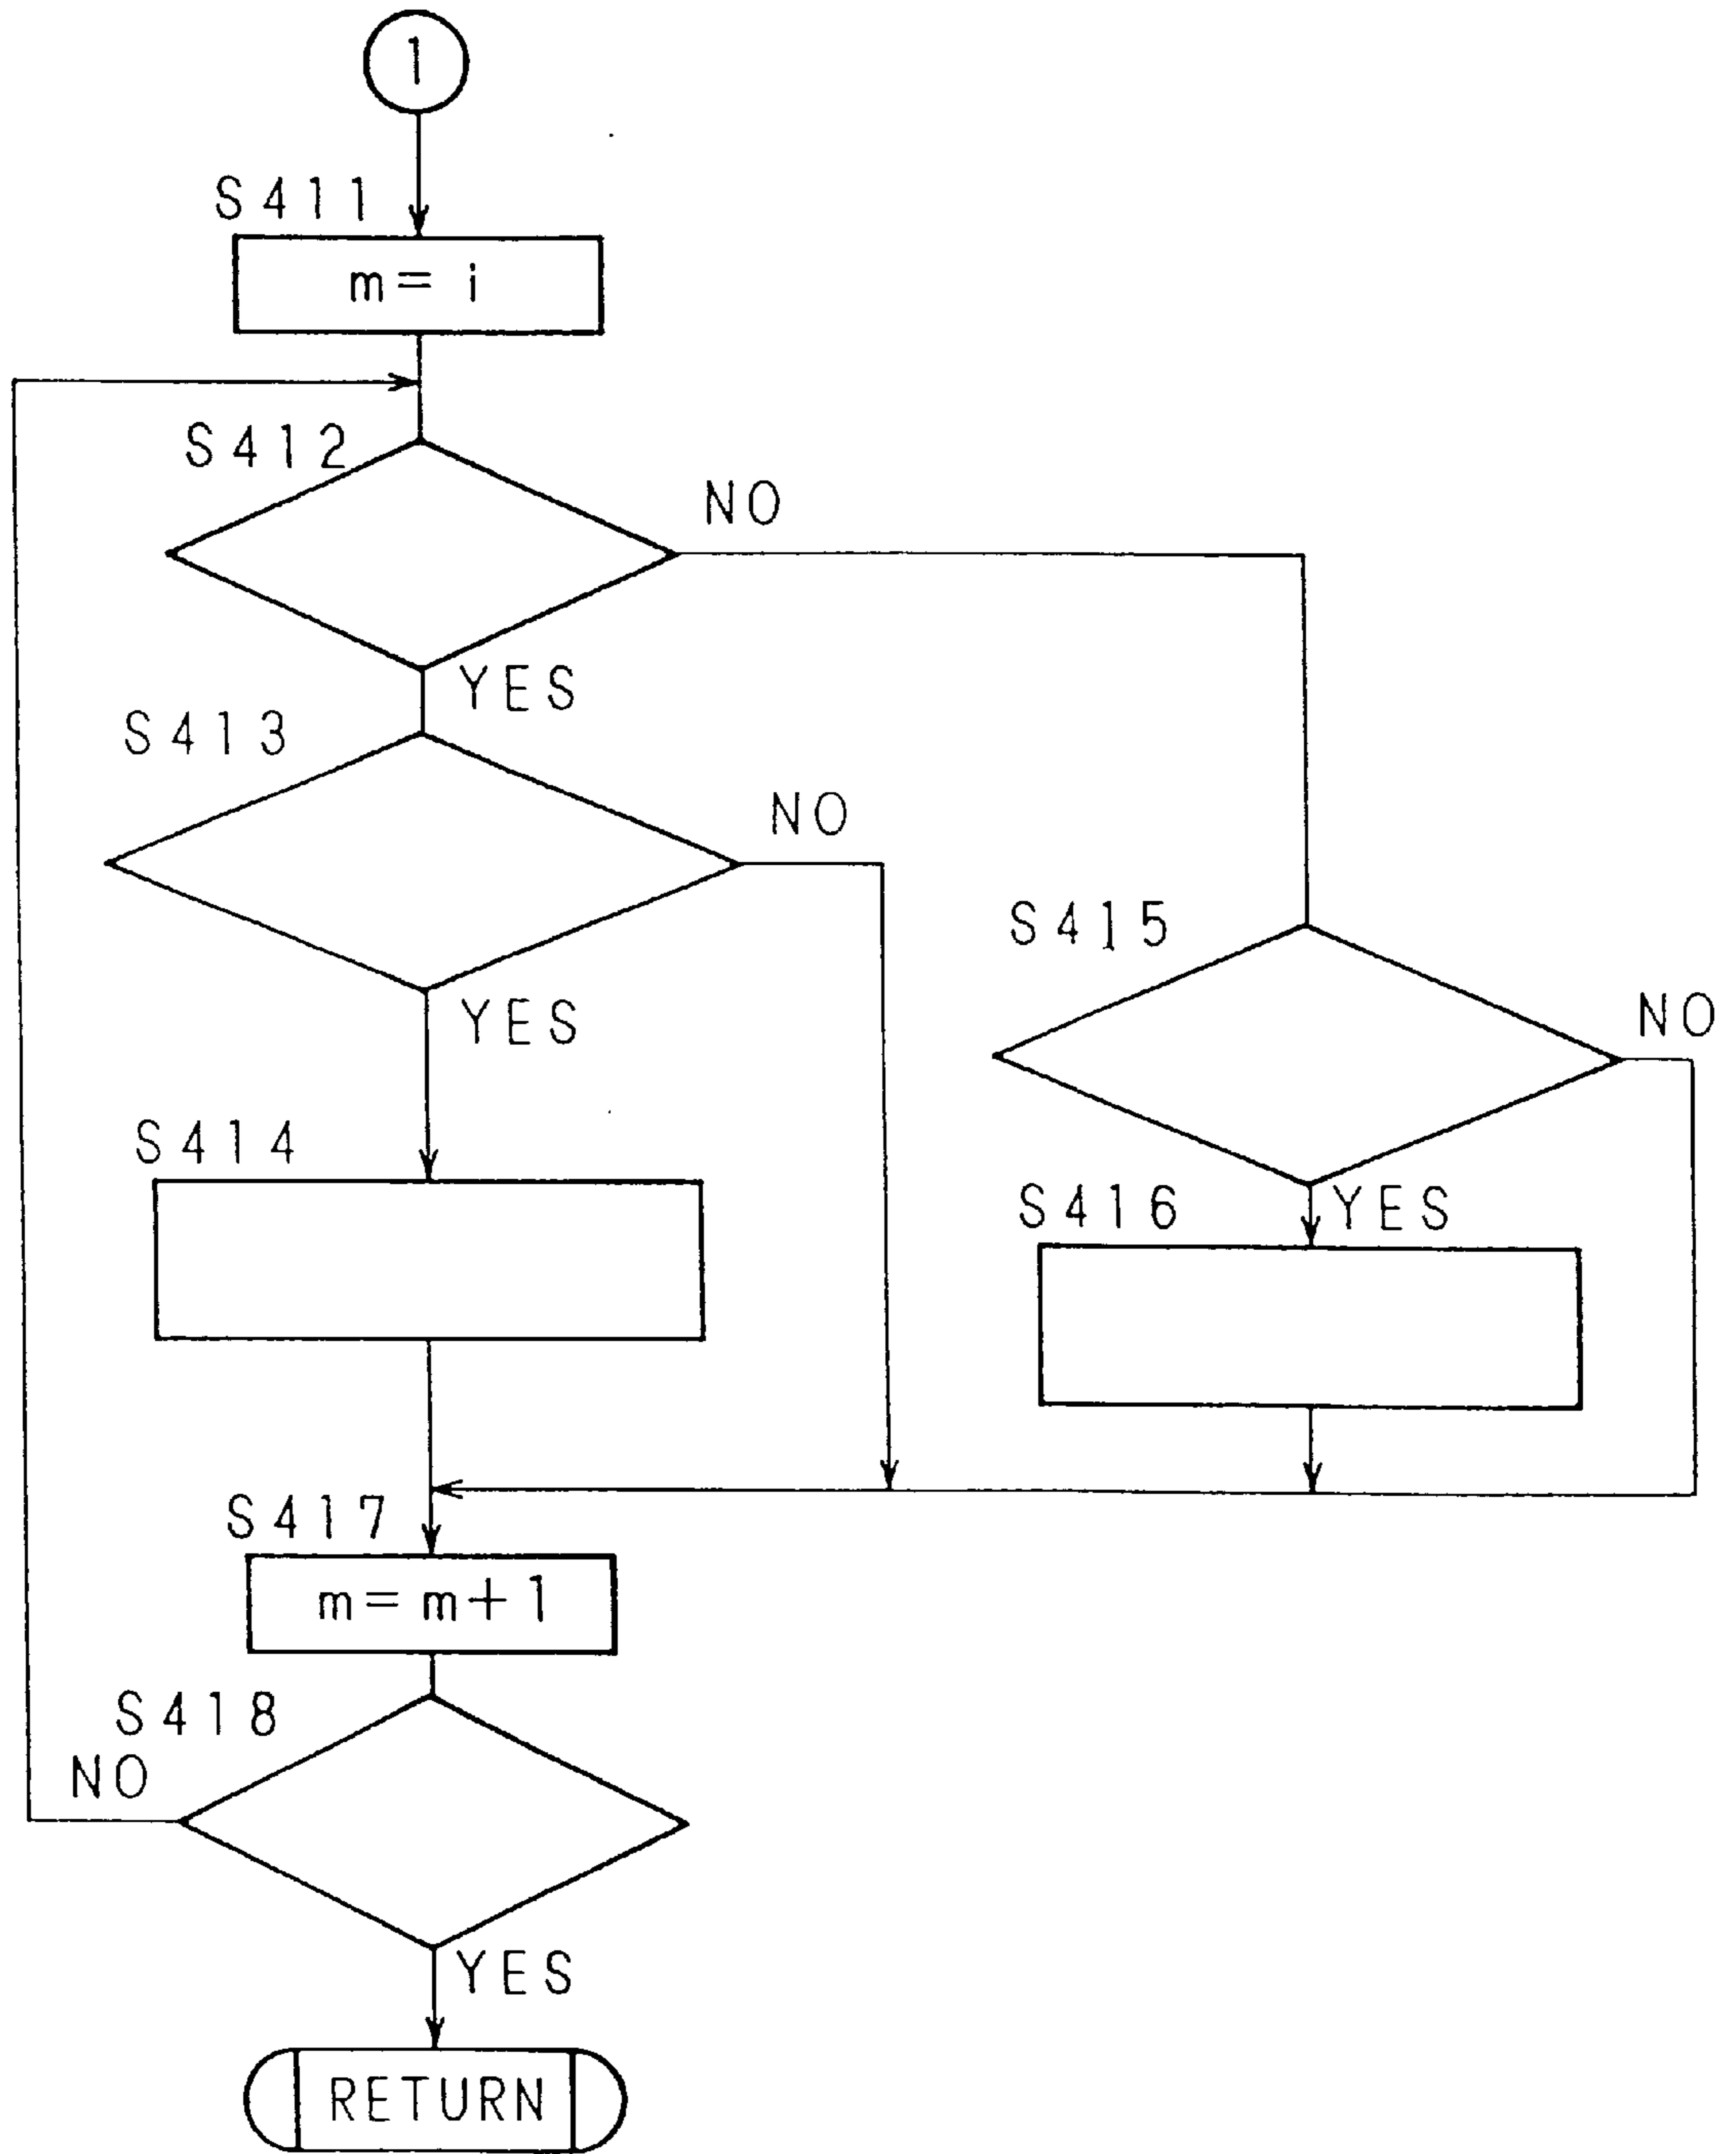 1
S411
m= i
S412
NO
YES
S413
NO
YES
S415
NO
S414
S416
YES
S417
m=m+1
S418
NO
YES
RETURN